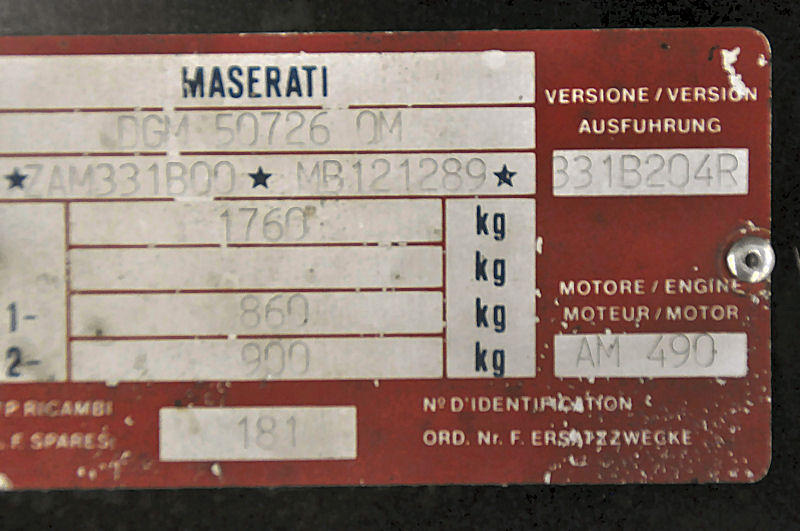 MASERATI
DGM 50726 OM
★ZAM331B00 ★ MB121289★
1760 kg
kg
1- 860 kg
2- 900 kg
RICAMBI
F. SPARES.
181
VERSIONE / VERSION
AUSFUHRUNG
331B204R
MOTORE / ENGINE
MOTEUR / MOTOR
AM 490
Nº D'IDENTIFICATION
ORD. Nr. F. ERSATZZWECKE